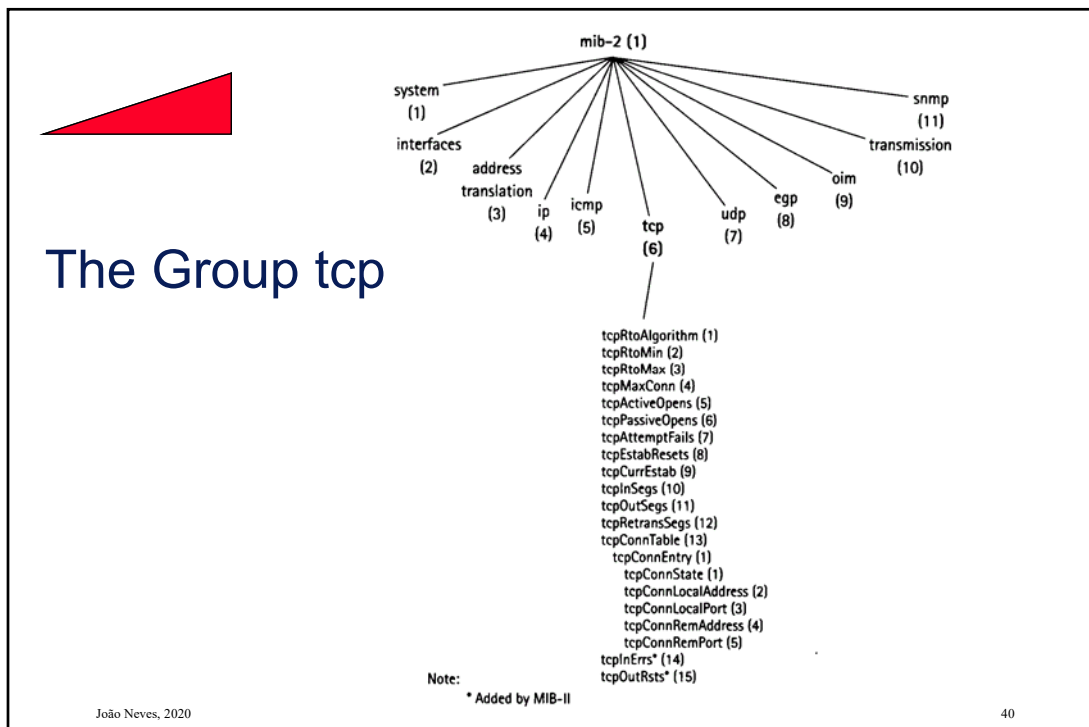 mib-2 (1)
system
(1)
interfaces
(2)
address
translation
(3)
ip
(4)
icmp
(5)
tcp
(6)
udp
(7)
egp
(8)
oim
(9)
transmission
(10)
snmp
(11)
The Group tcp
tcpRtoAlgorithm (1)
tcpRtoMin (2)
tcpRtoMax (3)
tcpMaxConn (4)
tcpActiveOpens (5)
tcpPassiveOpens (6)
tcpAttemptFails (7)
tcpEstabResets (8)
tcpCurrEstab (9)
tcpInSegs (10)
tcpOutSegs (11)
tcpRetransSegs (12)
tcpConnTable (13)
tcpConnEntry (1)
tcpConnState (1)
tcpConnLocalAddress (2)
tcpConnLocalPort (3)
tcpConnRemAddress (4)
tcpConnRemPort (5)
tcpInErrs* (14)
tcpOutRsts* (15)
Note:
* Added by MIB-II
João Neves, 2020
40